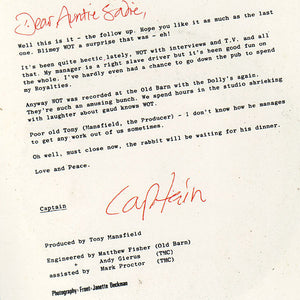 Dear Auntie Sadie,
Well this is it - the follow up. Hope you like it as much as the last
one. Blimey WOT a surprise that was - eh!
It's been quite hectic lately, WOT with interviews and T.V. and all
that. My manager is a right slave driver but it's been good fun on
the whole. I've hardly even had a chance to go down the pub to spend
my Royalties.
Anyway WOT was recorded at the Old Barn with the Dolly's again.
They're such an amusing bunch. We spend hours in the studio shrieking
with laughter about gaud knows WOT.
Poor old Tony (Mansfield, the Producer) - I don't know how he manages
to get any work out of us sometimes.
Oh well, must close now, the rabbit will be waiting for his dinner.
Love and Peace.
Captain
Captain
Produced by Tony Mansfield
Engineered by Matthew Fisher (Old Barn)
" Andy Gierus (TMC)
assisted by Mark Proctor (TMC)
Photography- Front- Janette Beckman